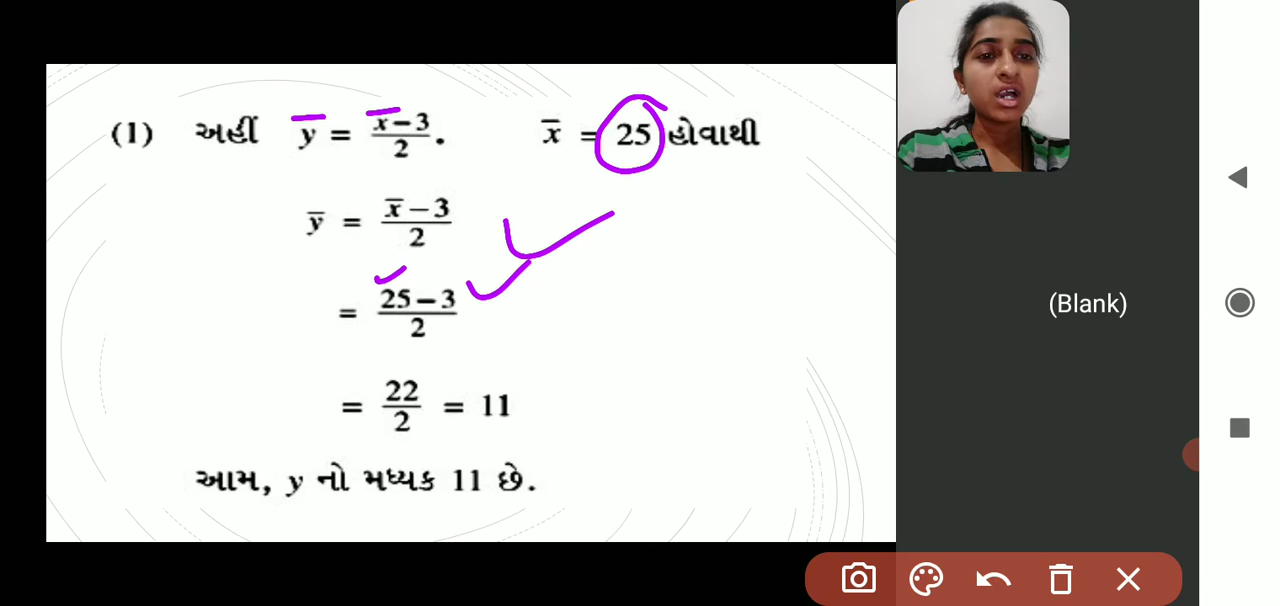 (1) અહીં y̅ = x̅ – 3 / 2. x̅ = 25 હોવાથી
y̅ = x̅ – 3 / 2
= 25 – 3 / 2
= 22 / 2 = 11
આમ, y નો મધ્યક 11 છે.
(Blank)